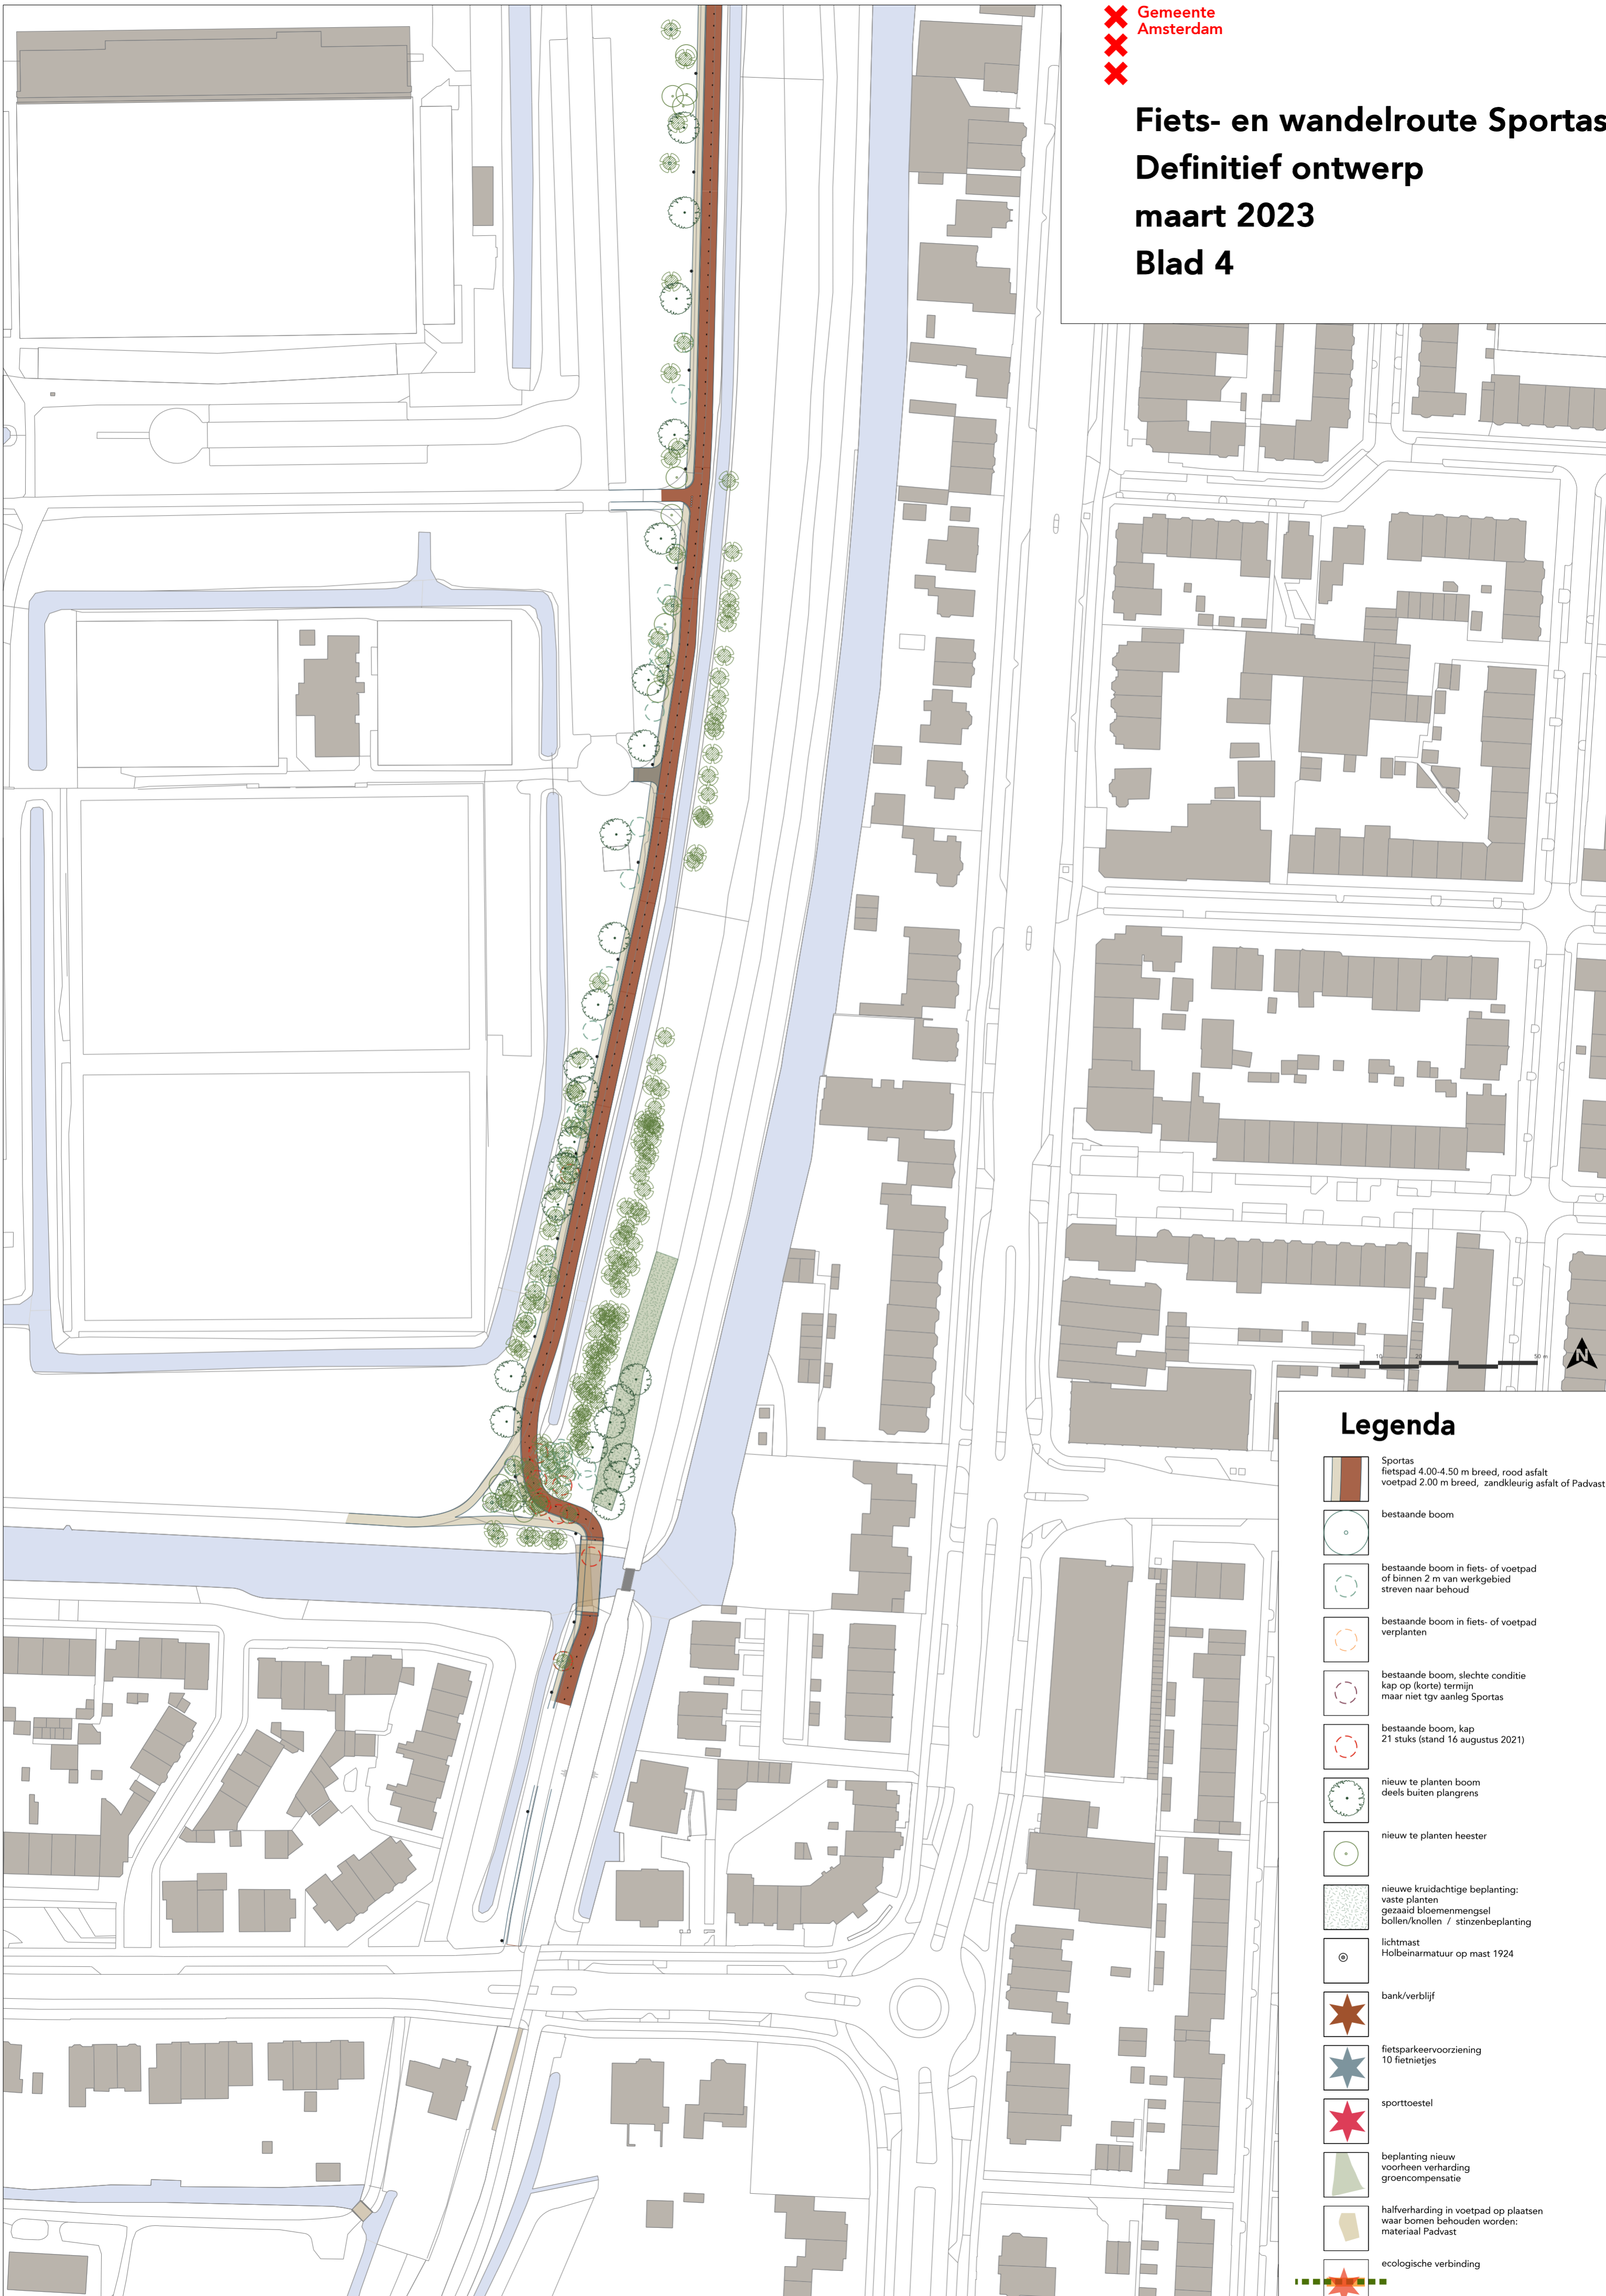 Gemeente
Amsterdam
Fiets- en wandelroute Sportas
Definitief ontwerp
maart 2023
Blad 4
10
20
50 m
N
Legenda
Sportas
fietspad 4.00-4.50 m breed, rood asfalt
voetpad 2.00 m breed, zandkleurig asfalt of Padvast
bestaande boom
bestaande boom in fiets- of voetpad
of binnen 2 m van werkgebied
streven naar behoud
bestaande boom in fiets- of voetpad
verplanten
bestaande boom, slechte conditie
kap op (korte) termijn
maar niet tgv aanleg Sportas
bestaande boom, kap
21 stuks (stand 16 augustus 2021)
nieuw te planten boom
deels buiten plangrens
nieuw te planten heester
nieuwe kruidachtige beplanting:
vaste planten
gezaaid bloemenmengsel
bollen/knollen / stinzenbeplanting
lichtmast
Holbeinarmatuur op mast 1924
bank/verblijf
fietsparkeervoorziening
10 fietnietjes
sporttoestel
beplanting nieuw
voorheen verharding
groencompensatie
halfverharding in voetpad op plaatsen
waar bomen behouden worden:
materiaal Padvast
ecologische verbinding